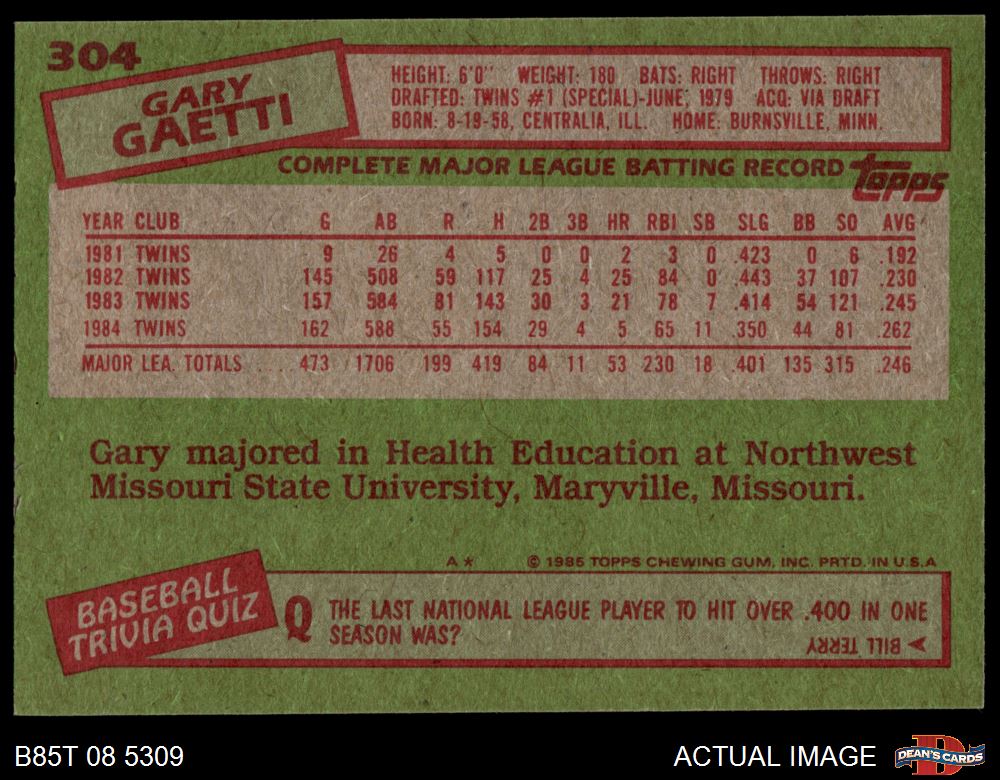 304
GARY
GAETTI
HEIGHT: 6'0" WEIGHT: 180 BATS: RIGHT THROWS: RIGHT
DRAFTED: TWINS #1 (SPECIAL)-JUNE, 1979 ACQ: VIA DRAFT
BORN: 8-19-58, CENTRALIA, ILL. HOME: BURNSVILLE, MINN.
COMPLETE MAJOR LEAGUE BATTING RECORD topps
YEAR CLUB G AB R H 2B 3B HR RBI SB SLG BB SO AVG
1981 TWINS 9 26 4 5 0 0 2 3 0 .423 0 6 .192
1982 TWINS 145 508 59 117 25 4 25 84 0 .443 37 107 .230
1983 TWINS 157 584 81 143 30 3 21 78 7 .414 54 121 .245
1984 TWINS 162 588 55 154 29 4 5 65 11 .350 44 81 .262
MAJOR LEA. TOTALS .... 473 1706 199 419 84 11 53 230 18 .401 135 315 .246
Gary majored in Health Education at Northwest
Missouri State University, Maryville, Missouri.
A* © 1985 TOPPS CHEWING GUM, INC. PRTD. IN U.S.A
BASEBALL
TRIVIA QUIZ
Q THE LAST NATIONAL LEAGUE PLAYER TO HIT OVER .400 IN ONE
SEASON WAS?
BILL TERRY
B85T 08 5309
ACTUAL IMAGE
D
DEAN'S CARDS